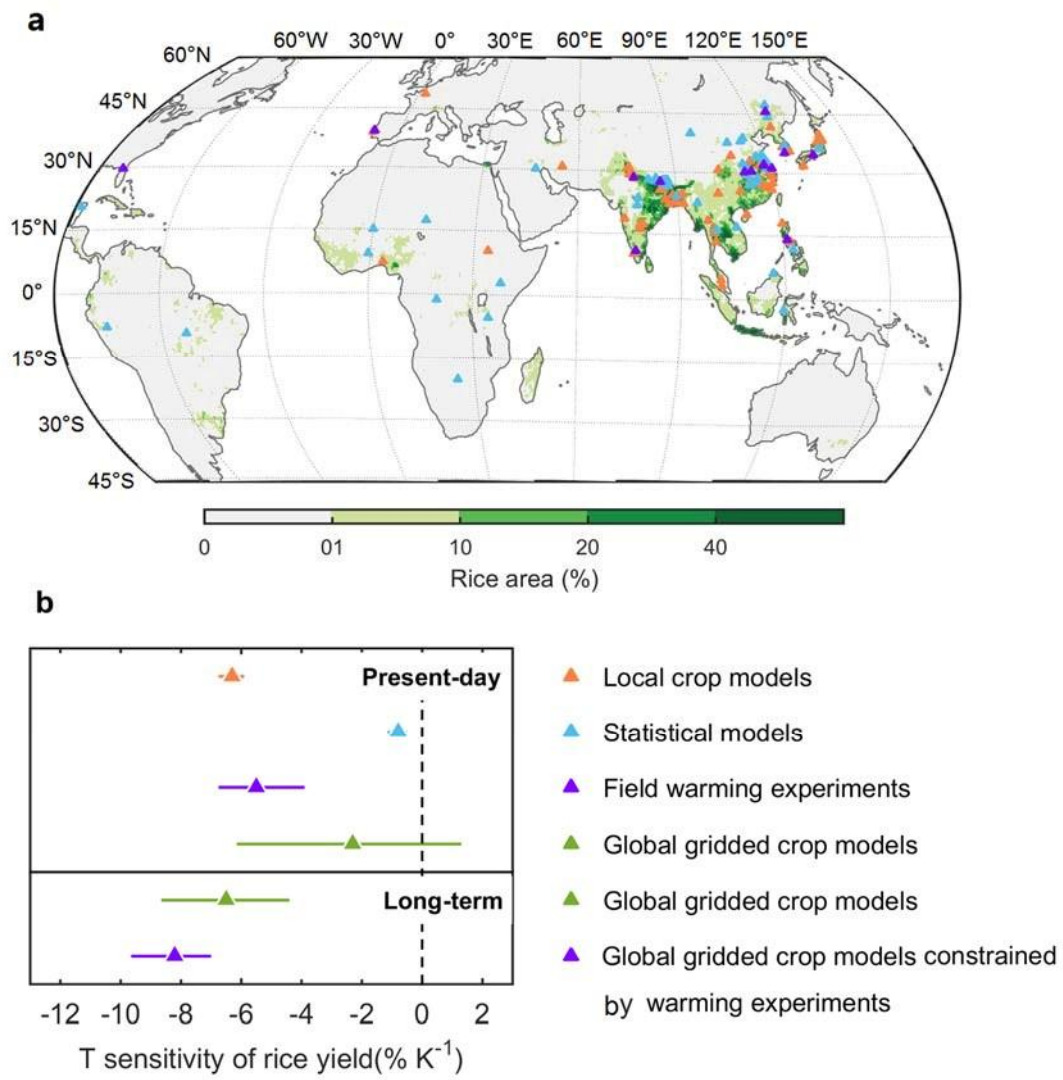 a
60°W 30°W 0° 30°E 60°E 90°E 120°E 150°E
60°N
45°N
30°N
15°N
0°
15°S
30°S
45°S
0 01 10 20 40
Rice area (%)
b
Present-day
Long-term
-12 -10 -8 -6 -4 -2 0 2
T sensitivity of rice yield(% K⁻¹)
Local crop models
Statistical models
Field warming experiments
Global gridded crop models
Global gridded crop models
Global gridded crop models constrained
by warming experiments